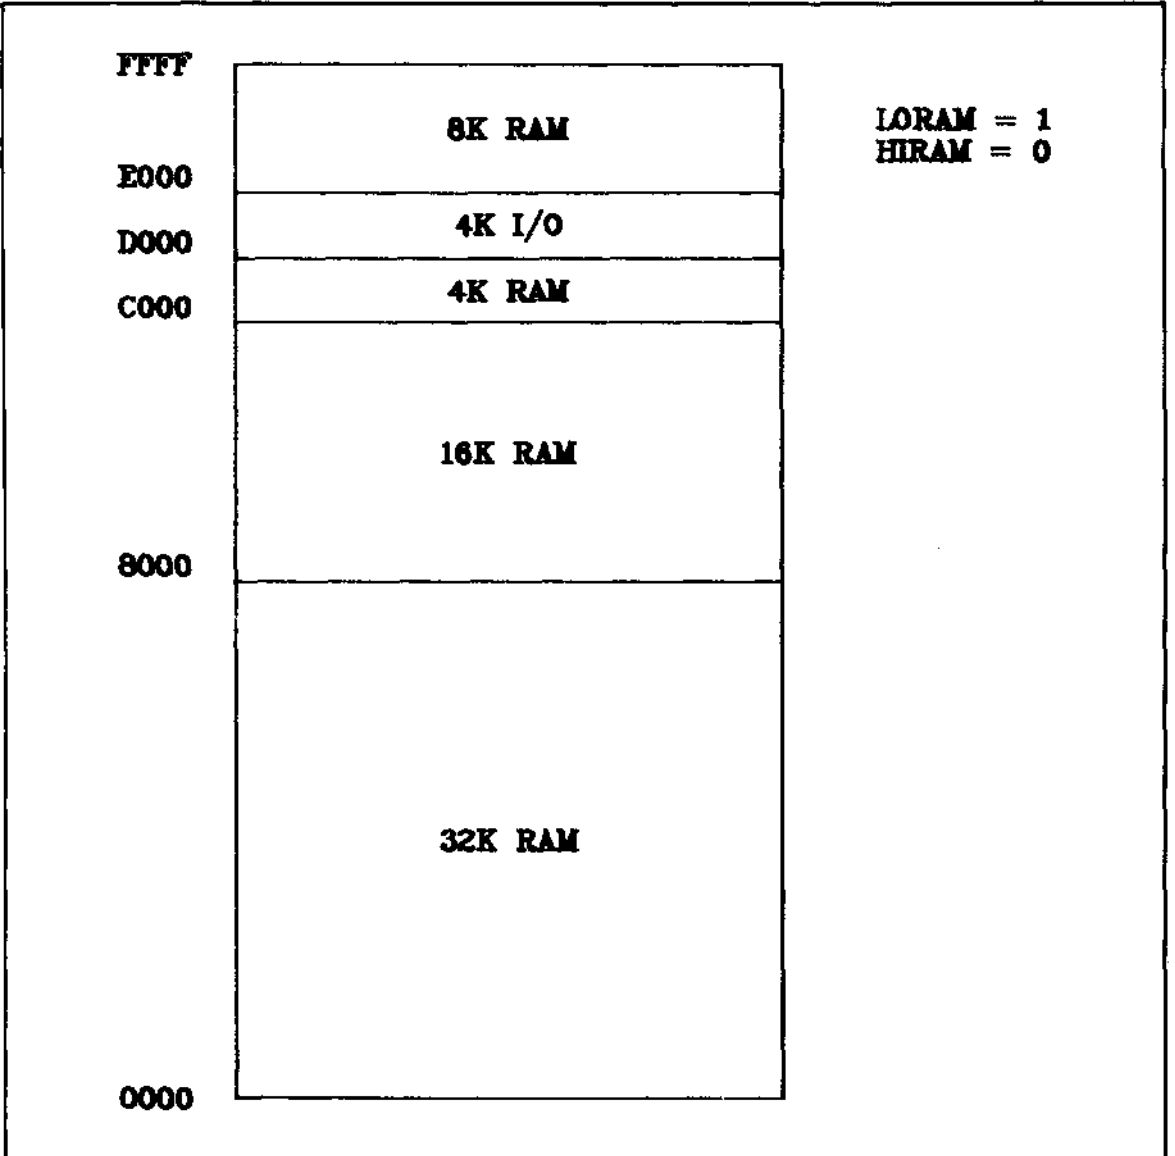 FFFF
8K RAM
LORAM = 1
HIRAM = 0
E000
4K I/O
D000
4K RAM
C000
16K RAM
8000
32K RAM
0000